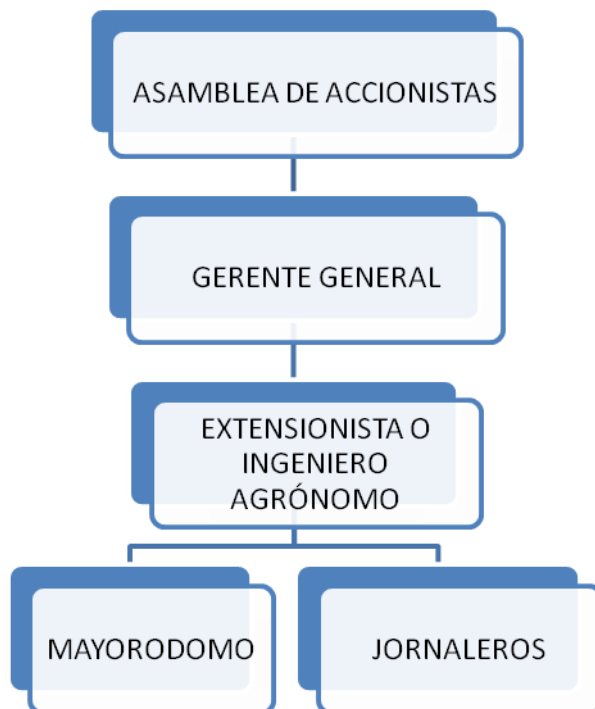 ASAMBLEA DE ACCIONISTAS
GERENTE GENERAL
EXTENSIONISTA O
INGENIERO
AGRÓNOMO
MAYORODOMO
JORNALEROS